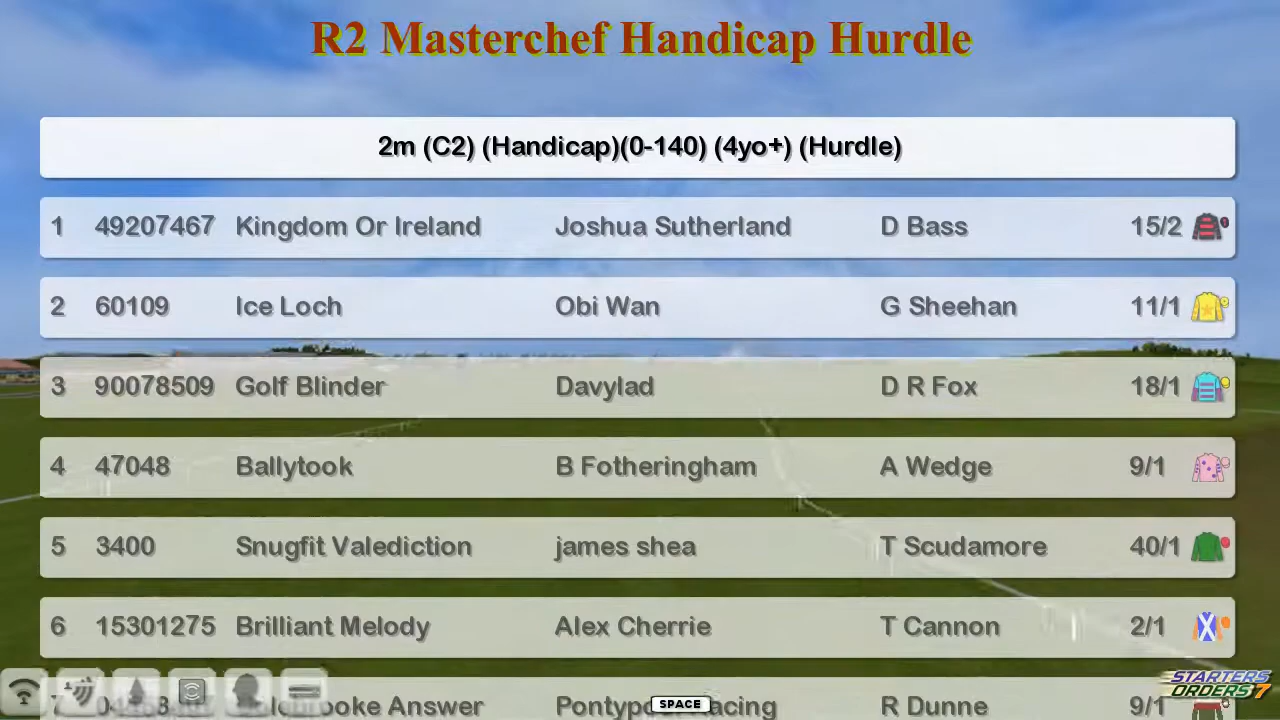 R2 Masterchef Handicap Hurdle
2m (C2) (Handicap)(0-140) (4yo+) (Hurdle)
1 49207467 Kingdom Or Ireland Joshua Sutherland D Bass 15/2
2 60109 Ice Loch Obi Wan G Sheehan 11/1
3 90078509 Golf Blinder Davylad D R Fox 18/1
4 47048 Ballytook B Fotheringham A Wedge 9/1
5 3400 Snugfit Valediction james shea T Scudamore 40/1
6 15301275 Brilliant Melody Alex Cherrie T Cannon 2/1
7 Answer R Dunne 9/1
SPACE
STARTERS
ORDERS 7